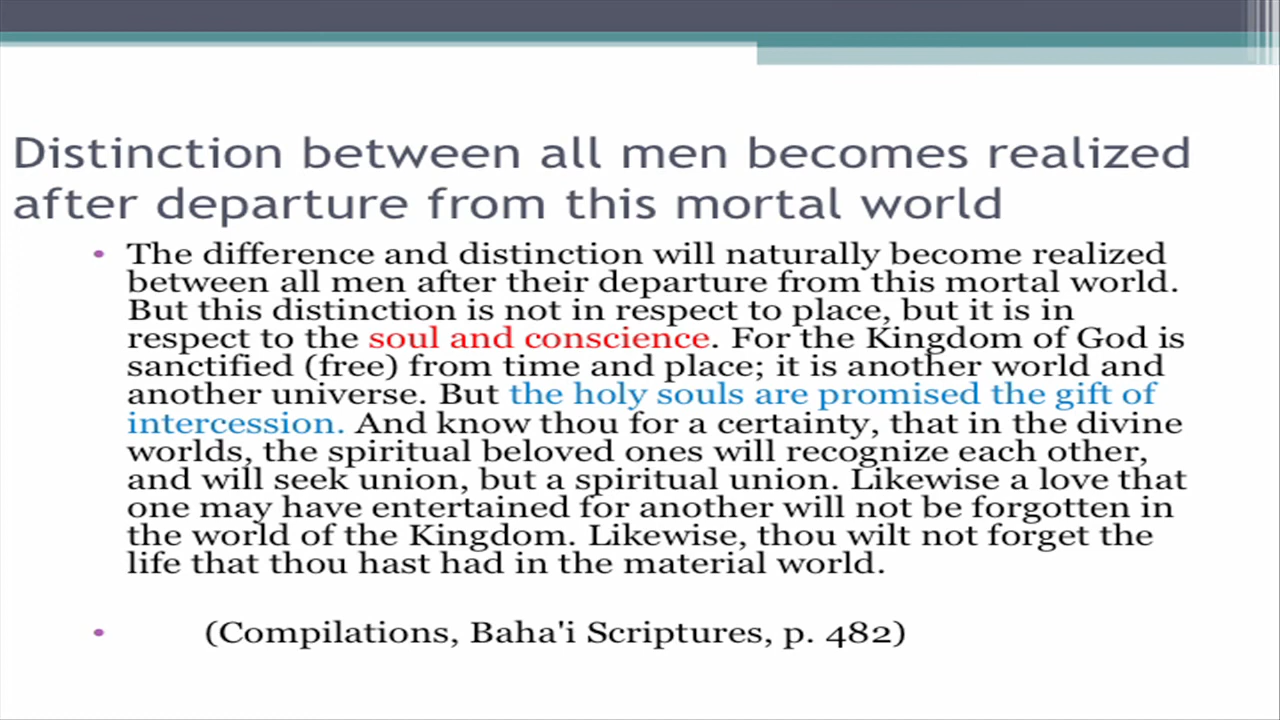 Distinction between all men becomes realized
after departure from this mortal world
• The difference and distinction will naturally become realized
between all men after their departure from this mortal world.
But this distinction is not in respect to place, but it is in
respect to the soul and conscience. For the Kingdom of God is
sanctified (free) from time and place; it is another world and
another universe. But the holy souls are promised the gift of
intercession. And know thou for a certainty, that in the divine
worlds, the spiritual beloved ones will recognize each other,
and will seek union, but a spiritual union. Likewise a love that
one may have entertained for another will not be forgotten in
the world of the Kingdom. Likewise, thou wilt not forget the
life that thou hast had in the material world.
• (Compilations, Baha'i Scriptures, p. 482)